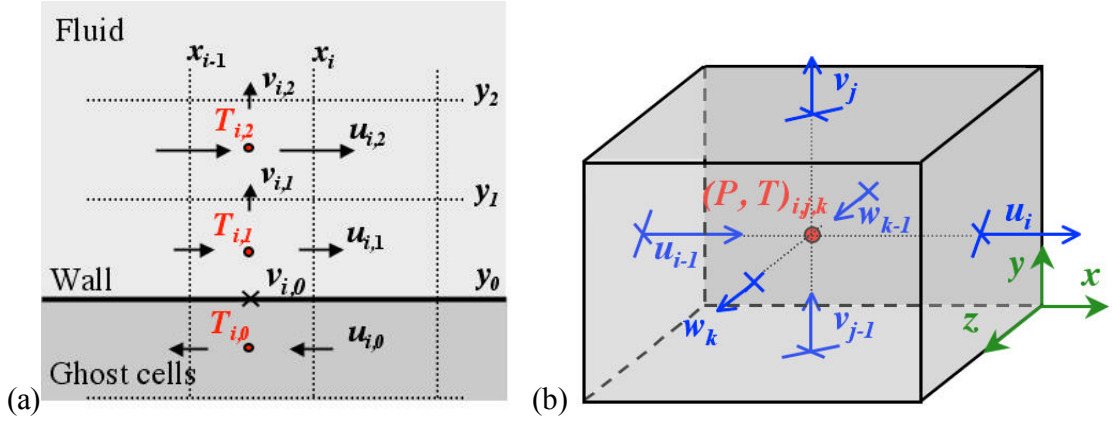 Fluid
x_{i-1}
x_i
v_{i,2}
y_2
T_{i,2}
u_{i,2}
v_{i,1}
y_1
T_{i,1}
u_{i,1}
Wall
v_{i,0}
y_0
T_{i,0}
u_{i,0}
Ghost cells
(a)
v_j
(P, T)_{i,j,k}
w_{k-1}
u_i
u_{i-1}
y
x
z
w_k
v_{j-1}
(b)